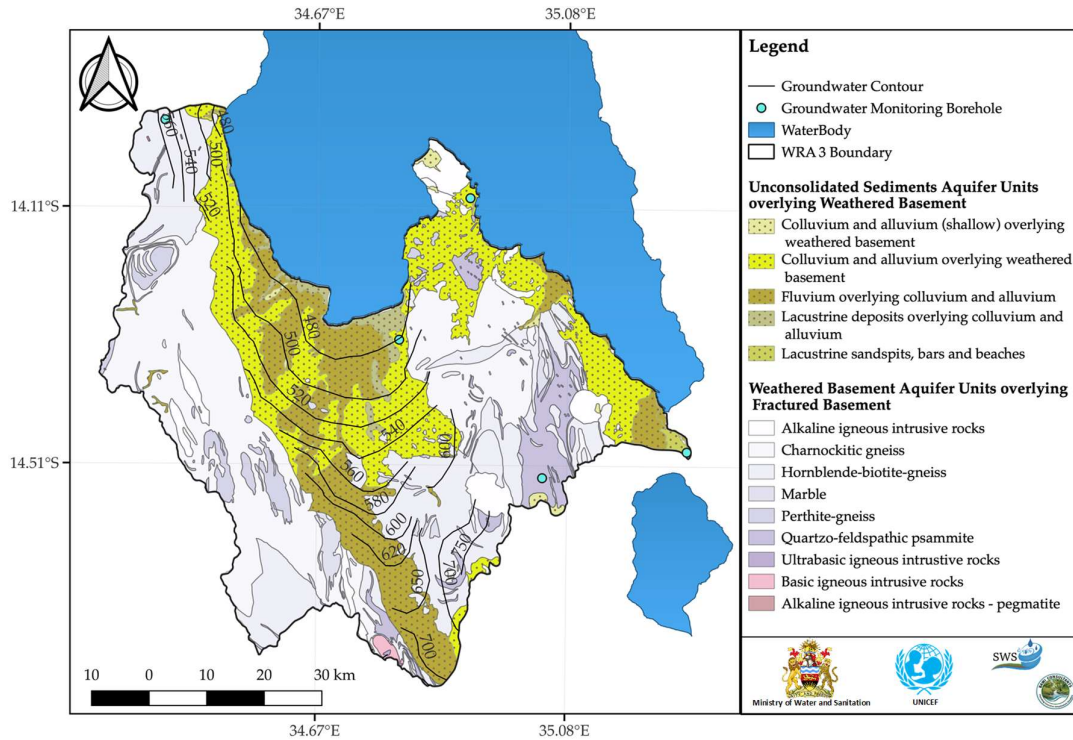 34.67°E
35.08°E
14.11°S
14.51°S
34.67°E
35.08°E
560
540
520
500
480
480
500
520
540
560
580
600
600
620
650
700
750
700
10 0 10 20 30 km
Legend
Groundwater Contour
Groundwater Monitoring Borehole
WaterBody
WRA 3 Boundary
Unconsolidated Sediments Aquifer Units
overlying Weathered Basement
Colluvium and alluvium (shallow) overlying
weathered basement
Colluvium and alluvium overlying weathered
basement
Fluvium overlying colluvium and alluvium
Lacustrine deposits overlying colluvium and
alluvium
Lacustrine sandspits, bars and beaches
Weathered Basement Aquifer Units overlying
Fractured Basement
Alkaline igneous intrusive rocks
Charnockitic gneiss
Hornblende-biotite-gneiss
Marble
Perthite-gneiss
Quartzo-feldspathic psammite
Ultrabasic igneous intrustive rocks
Basic igneous intrusive rocks
Alkaline igneous intrusive rocks - pegmatite
Ministry of Water and Sanitation
UNICEF
SWS